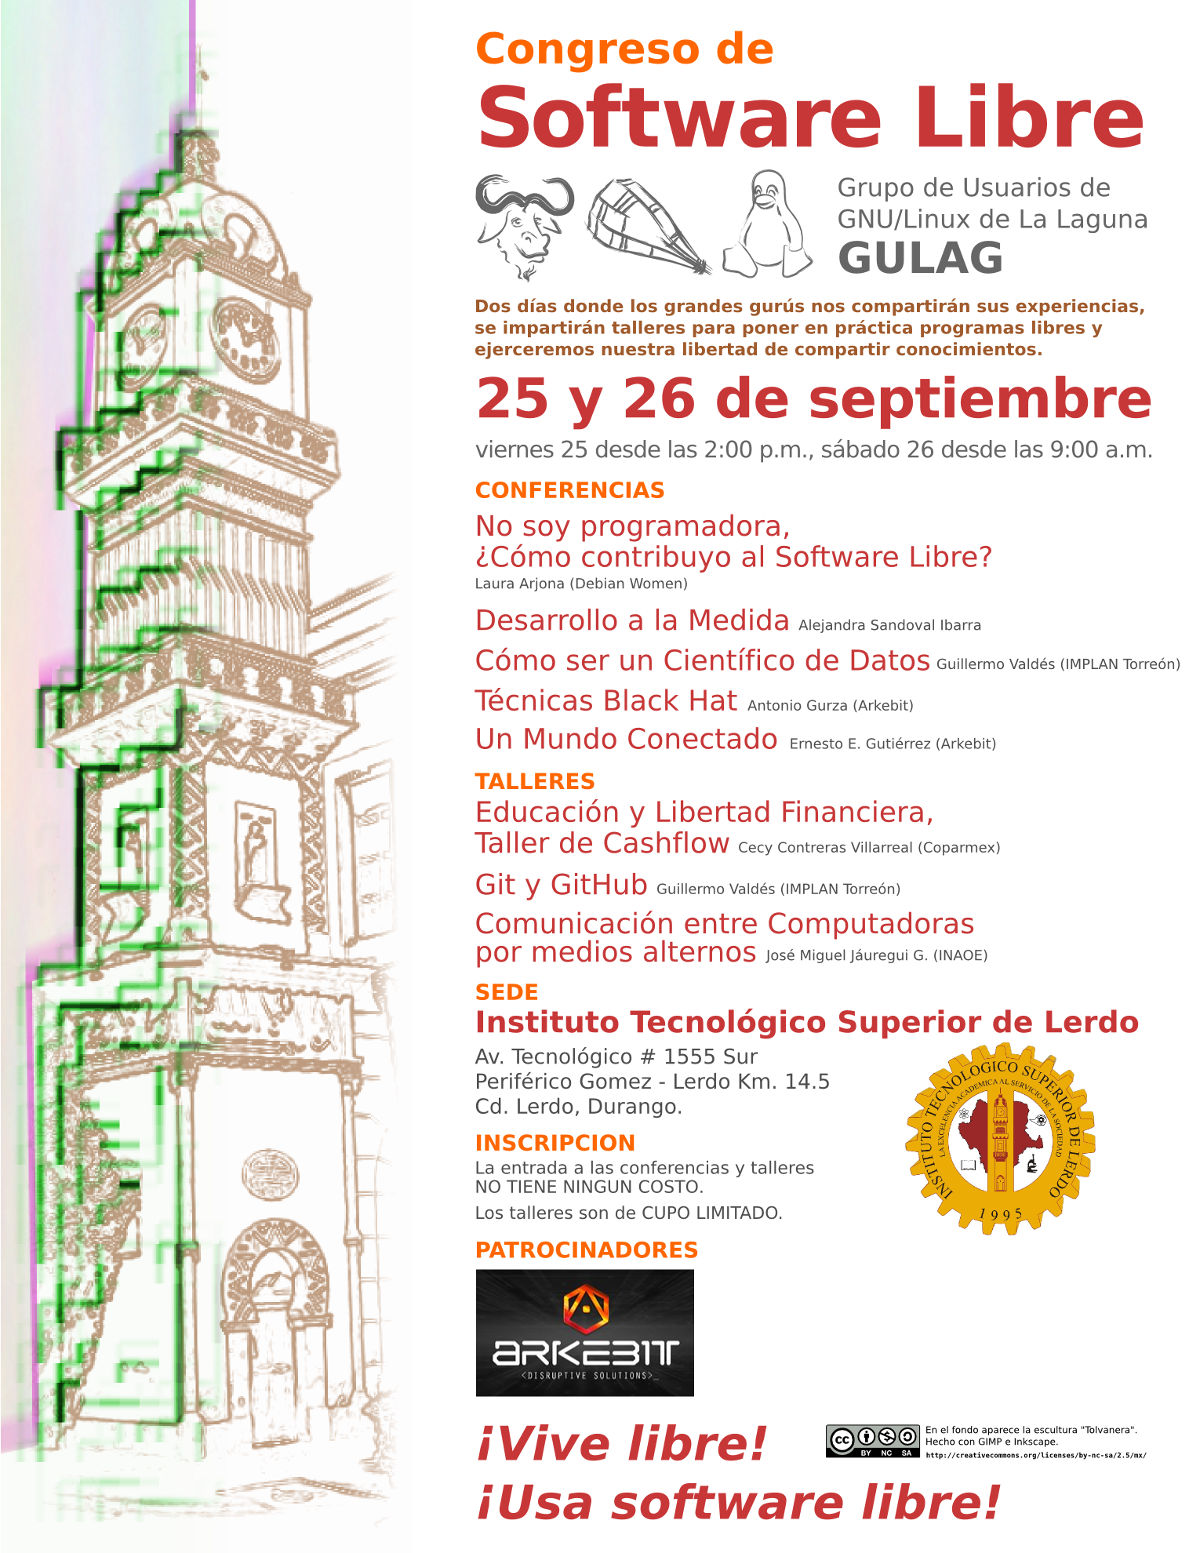 Congreso de
Software Libre
Grupo de Usuarios de
GNU/Linux de La Laguna
GULAG
Dos días donde los grandes gurús nos compartirán sus experiencias,
se impartirán talleres para poner en práctica programas libres y
ejerceremos nuestra libertad de compartir conocimientos.
25 y 26 de septiembre
viernes 25 desde las 2:00 p.m., sábado 26 desde las 9:00 a.m.
CONFERENCIAS
No soy programadora,
¿Cómo contribuyo al Software Libre?
Laura Arjona (Debian Women)
Desarrollo a la Medida Alejandra Sandoval Ibarra
Cómo ser un Científico de Datos Guillermo Valdés (IMPLAN Torreón)
Técnicas Black Hat Antonio Gurza (Arkebit)
Un Mundo Conectado Ernesto E. Gutiérrez (Arkebit)
TALLERES
Educación y Libertad Financiera,
Taller de Cashflow Cecy Contreras Villarreal (Coparmex)
Git y GitHub Guillermo Valdés (IMPLAN Torreón)
Comunicación entre Computadoras
por medios alternos José Miguel Jáuregui G. (INAOE)
SEDE
Instituto Tecnológico Superior de Lerdo
Av. Tecnológico # 1555 Sur
Periférico Gomez - Lerdo Km. 14.5
Cd. Lerdo, Durango.
INSTITUTO TECNOLOGICO SUPERIOR DE LERDO
LA EXCELENCIA ACADEMICA AL SERVICIO DE LA SOCIEDAD
1995
INSCRIPCION
La entrada a las conferencias y talleres
NO TIENE NINGUN COSTO.
Los talleres son de CUPO LIMITADO.
PATROCINADORES
ARKEBIT
<DISRUPTIVE SOLUTIONS>_
¡Vive libre!
¡Usa software libre!
cc BY NC SA
En el fondo aparece la escultura "Tolvanera".
Hecho con GIMP e Inkscape.
http://creativecommons.org/licenses/by-nc-sa/2.5/mx/